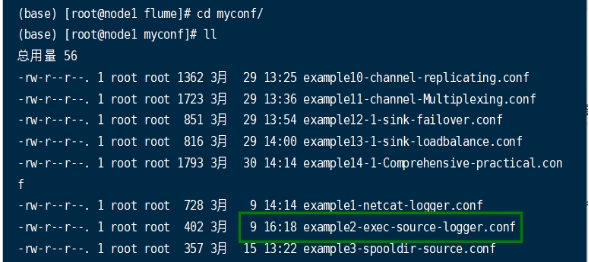 (base) [root@node1 flume]# cd myconf/
(base) [root@node1 myconf]# ll
总用量 56
-rw-r--r--. 1 root root 1362 3月  29 13:25 example10-channel-replicating.conf
-rw-r--r--. 1 root root 1723 3月  29 13:36 example11-channel-Multiplexing.conf
-rw-r--r--. 1 root root  851 3月  29 13:54 example12-1-sink-failover.conf
-rw-r--r--. 1 root root  816 3月  29 14:00 example13-1-sink-loadbalance.conf
-rw-r--r--. 1 root root 1793 3月  30 14:14 example14-1-Comprehensive-practical.con
f
-rw-r--r--. 1 root root  728 3月   9 14:14 example1-netcat-logger.conf
-rw-r--r--. 1 root root  402 3月   9 16:18 example2-exec-source-logger.conf
-rw-r--r--. 1 root root  357 3月  15 13:22 example3-spooldir-source.conf